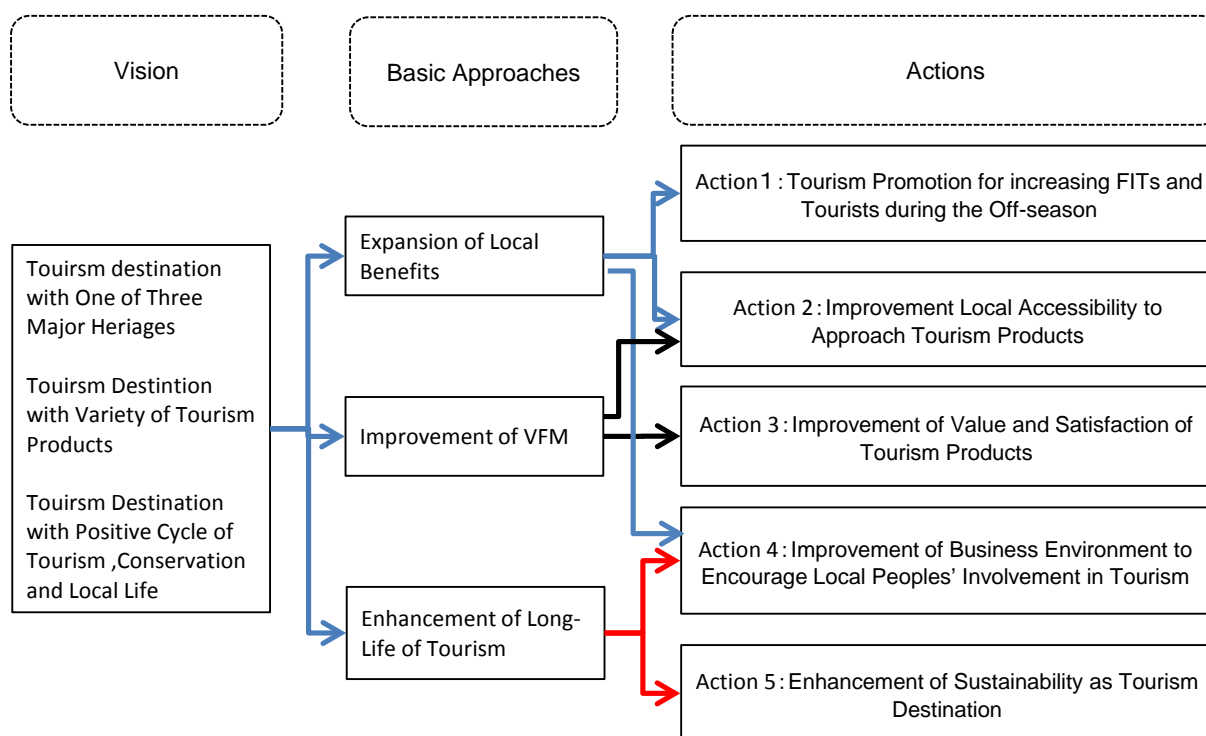 Vision
Basic Approaches
Actions
Touirsm destination
with One of Three
Major Heriages
Touirsm Destintion
with Variety of Tourism
Products
Touirsm Destination
with Positive Cycle of
Tourism ,Conservation
and Local Life
Expansion of Local
Benefits
Improvement of VFM
Enhancement of Long-
Life of Tourism
Action1：Tourism Promotion for increasing FITs and
Tourists during the Off-season
Action 2：Improvement Local Accessibility to
Approach Tourism Products
Action 3：Improvement of Value and Satisfaction of
Tourism Products
Action 4：Improvement of Business Environment to
Encourage Local Peoples’ Involvement in Tourism
Action 5：Enhancement of Sustainability as Tourism
Destination